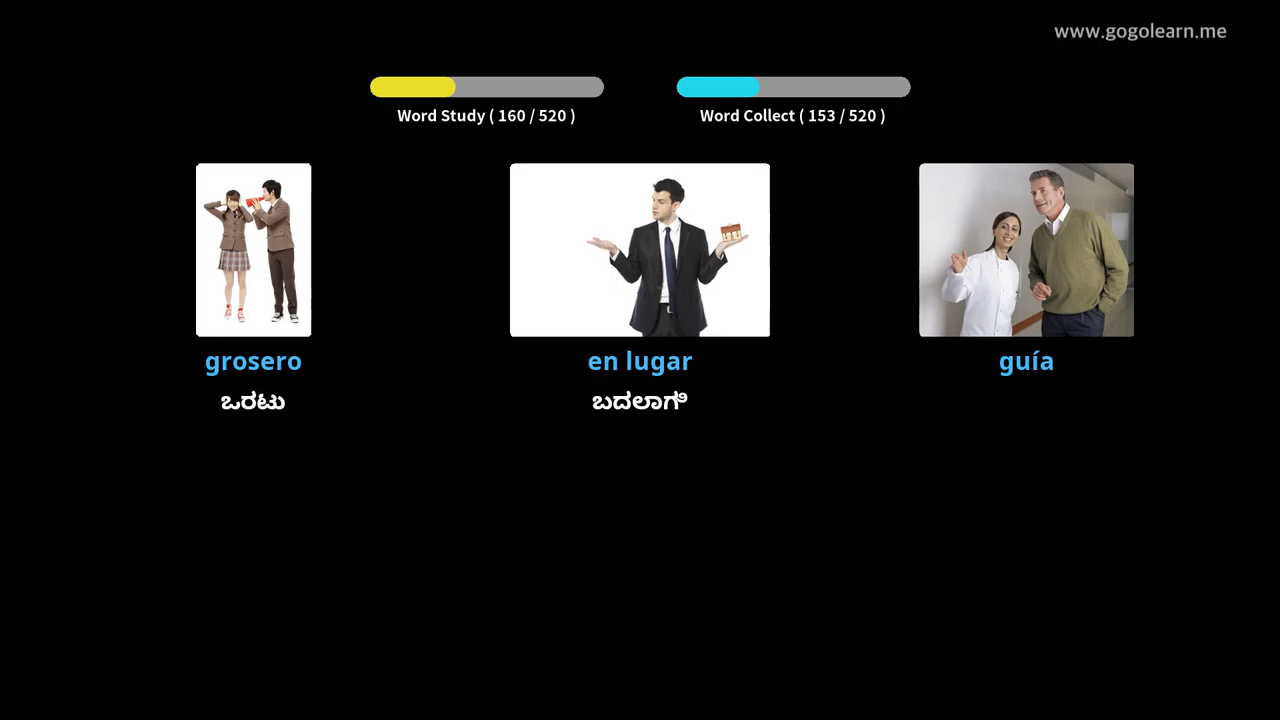 www.gogolearn.me
Word Study ( 160 / 520 )
Word Collect ( 153 / 520 )
grosero
en lugar
guía
ಒರಟು
ಬದಲಾಗಿ